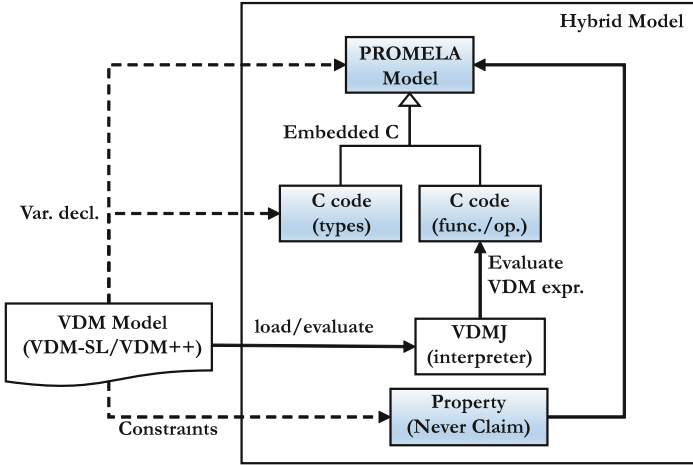 Hybrid Model
PROMELA
Model
Embedded C
C code
(types)
C code
(func./op.)
Var. decl.
Evaluate
VDM expr.
VDM Model
(VDM-SL/VDM++)
load/evaluate
VDMJ
(interpreter)
Property
(Never Claim)
Constraints